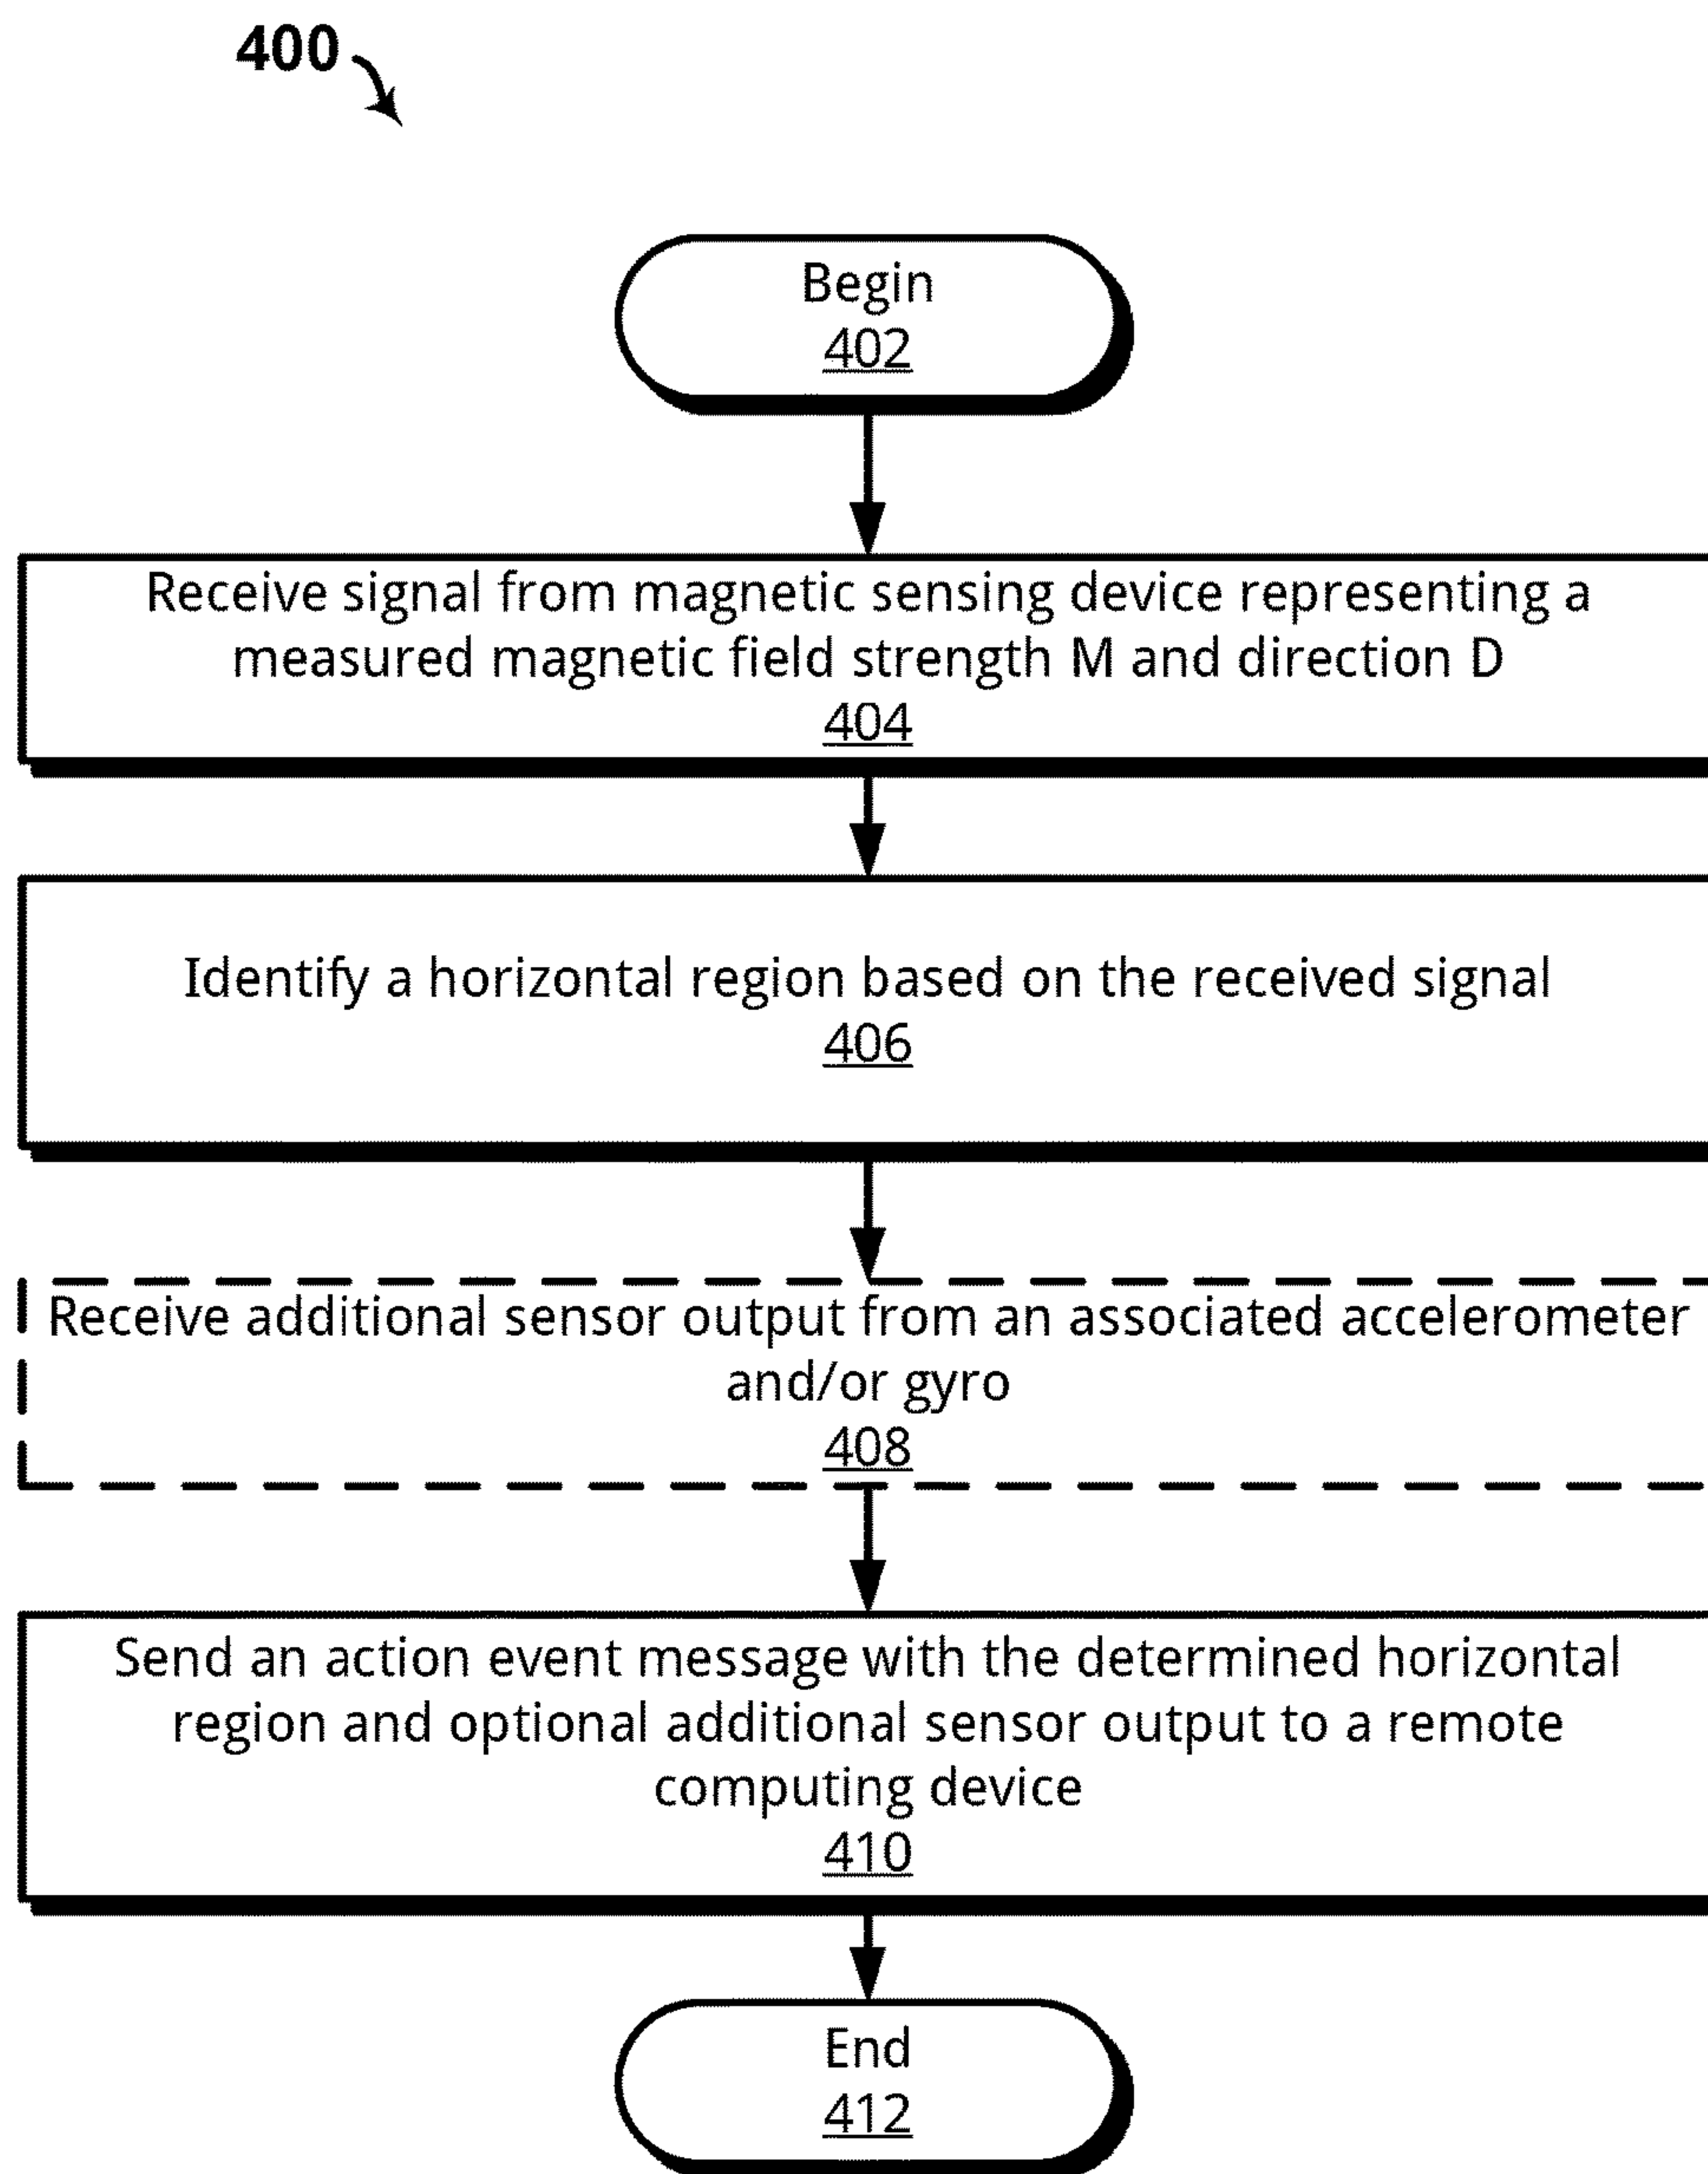 400
Begin
402
Receive signal from magnetic sensing device representing a
measured magnetic field strength M and direction D
404
Identify a horizontal region based on the received signal
406
Receive additional sensor output from an associated accelerometer
and/or gyro
408
Send an action event message with the determined horizontal
region and optional additional sensor output to a remote
computing device
410
End
412